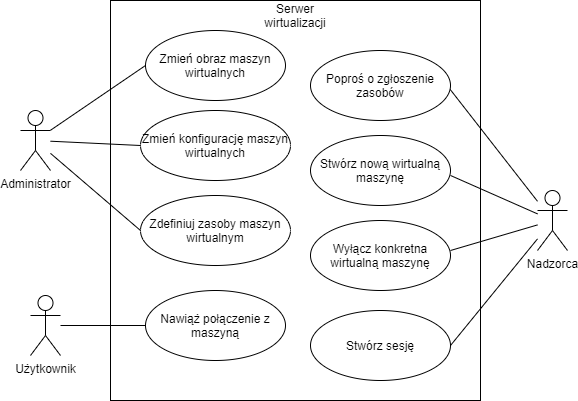 Serwer
wirtualizacji
Zmień obraz maszyn
wirtualnych
Zmień konfigurację maszyn
wirtualnych
Zdefiniuj zasoby maszyn
wirtualnym
Nawiąż połączenie z
maszyną
Poproś o zgłoszenie
zasobów
Stwórz nową wirtualną
maszynę
Wyłącz konkretna
wirtualną maszynę
Stwórz sesję
Administrator
Użytkownik
Nadzorca